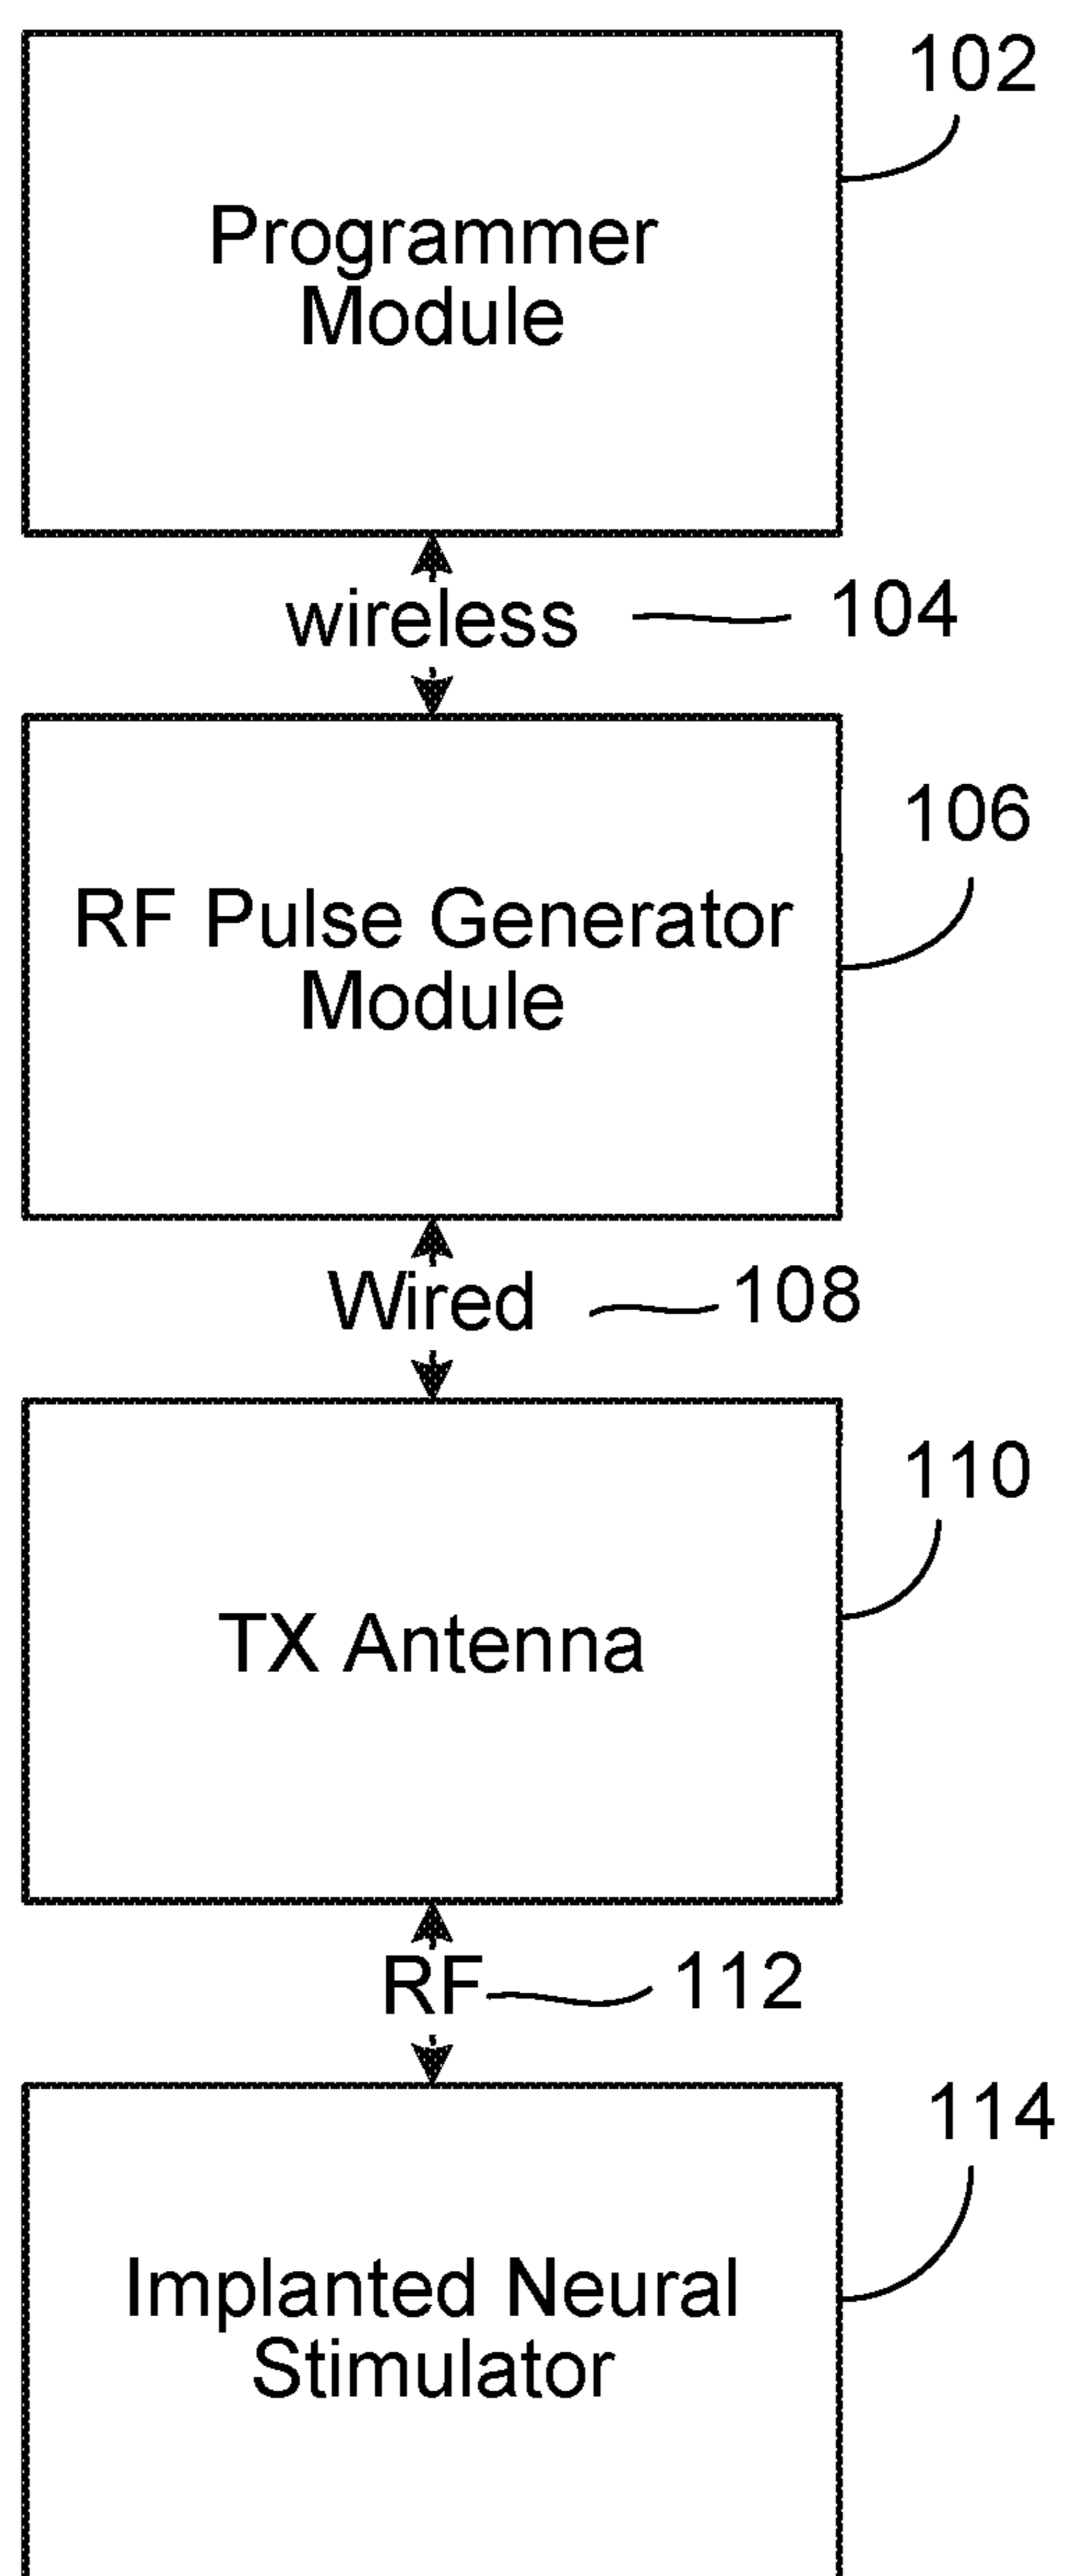 102
Programmer
Module
wireless 104
106
RF Pulse Generator
Module
Wired 108
110
TX Antenna
RF 112
114
Implanted Neural
Stimulator